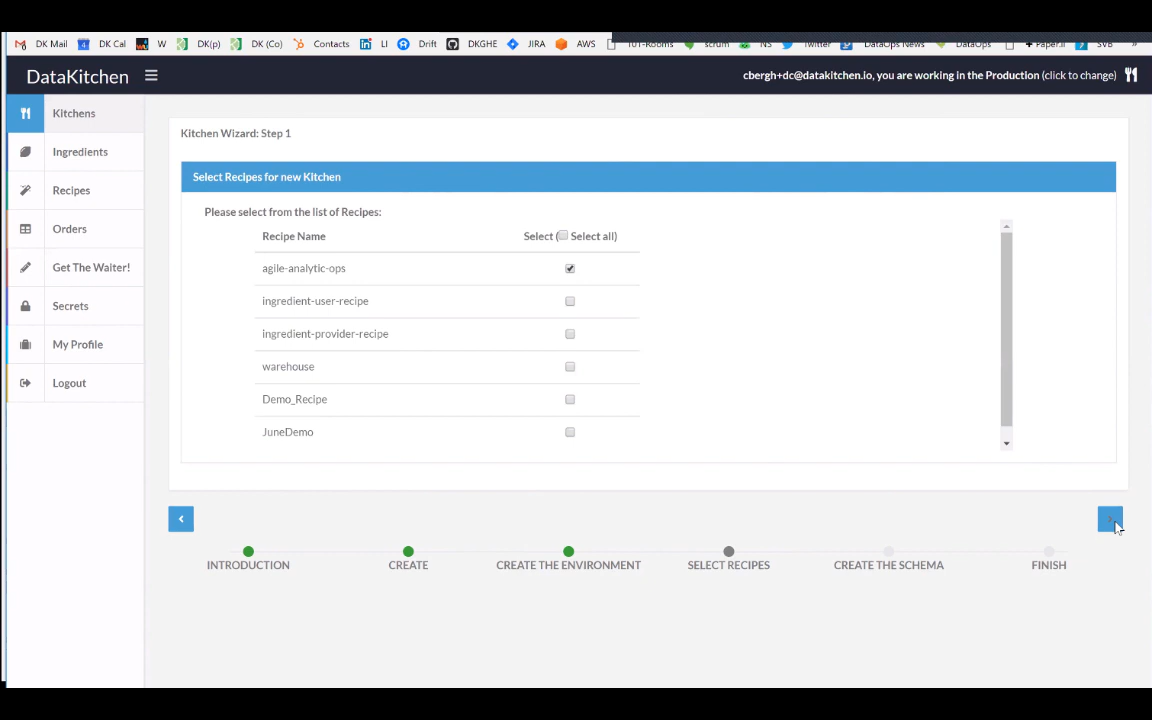 DK Mail DK Cal W DK(p) DK (Co) Contacts LI Drift DKGHE JIRA AWS 101-Rooms scrum NS Twitter DataOps News DataOps Paper.li SVB »
DataKitchen
cbergh+dc@datakitchen.io, you are working in the Production (click to change)
Kitchens
Ingredients
Recipes
Orders
Get The Waiter!
Secrets
My Profile
Logout
Kitchen Wizard: Step 1
Select Recipes for new Kitchen
Please select from the list of Recipes:
Recipe Name Select ( Select all)
agile-analytic-ops
ingredient-user-recipe
ingredient-provider-recipe
warehouse
Demo_Recipe
JuneDemo
INTRODUCTION CREATE CREATE THE ENVIRONMENT SELECT RECIPES CREATE THE SCHEMA FINISH